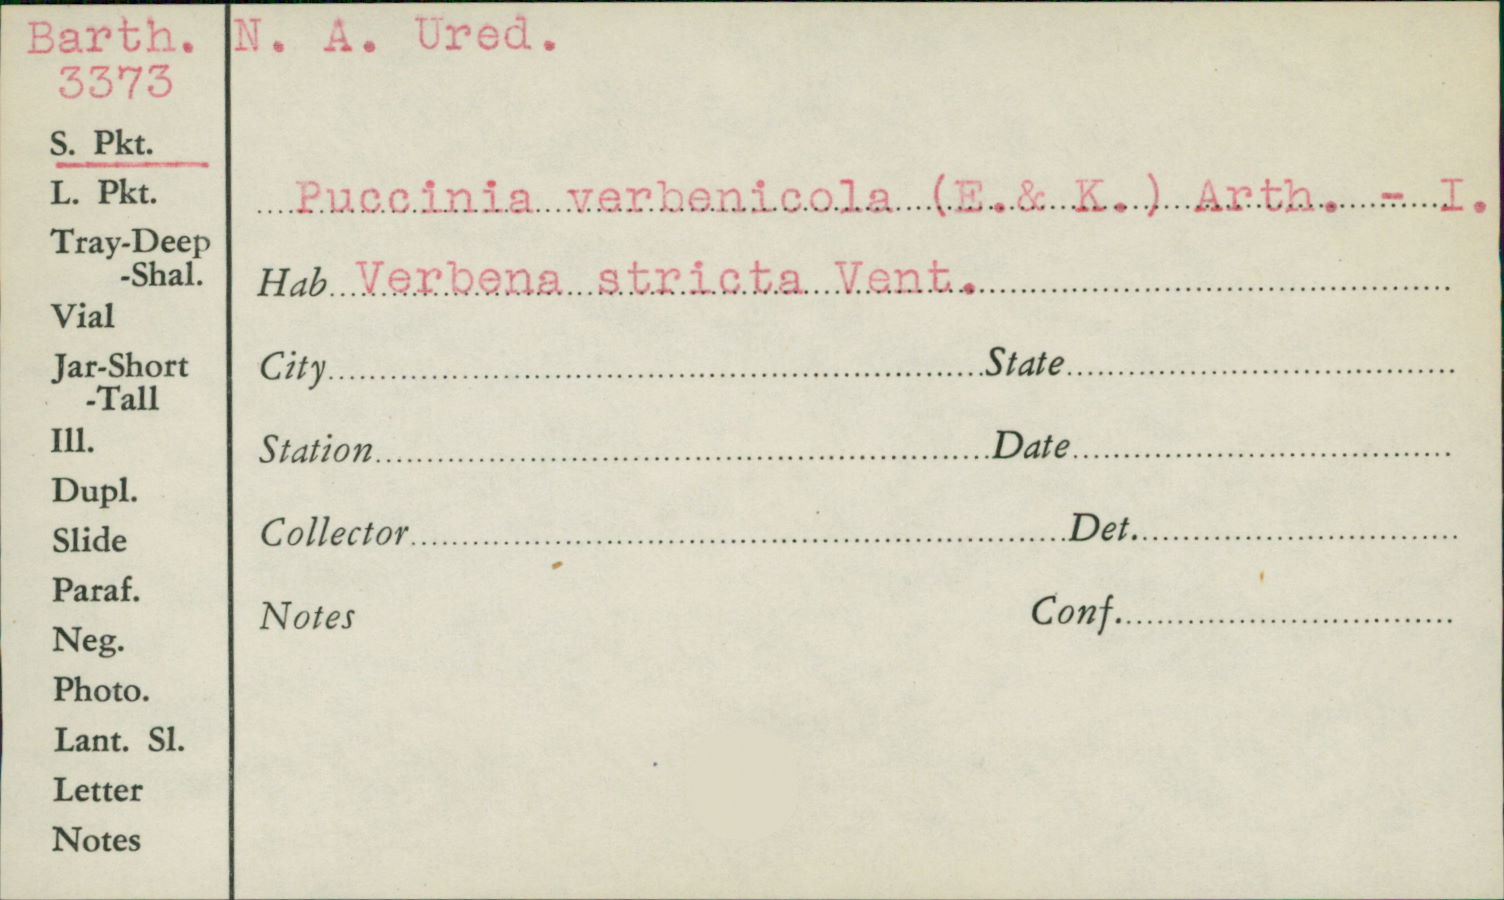 Barth. N. A. Ured.
3373
S. Pkt.
L. Pkt.
Tray-Deep
-Shal.
Vial
Jar-Short
-Tall
Ill.
Dupl.
Slide
Paraf.
Neg.
Photo.
Lant. Sl.
Letter
Notes
Puccinia verbenicola (E.& K.) Arth. - I.
Hab Verbena stricta Vent.
City State
Station Date
Collector Det.
Notes Conf.